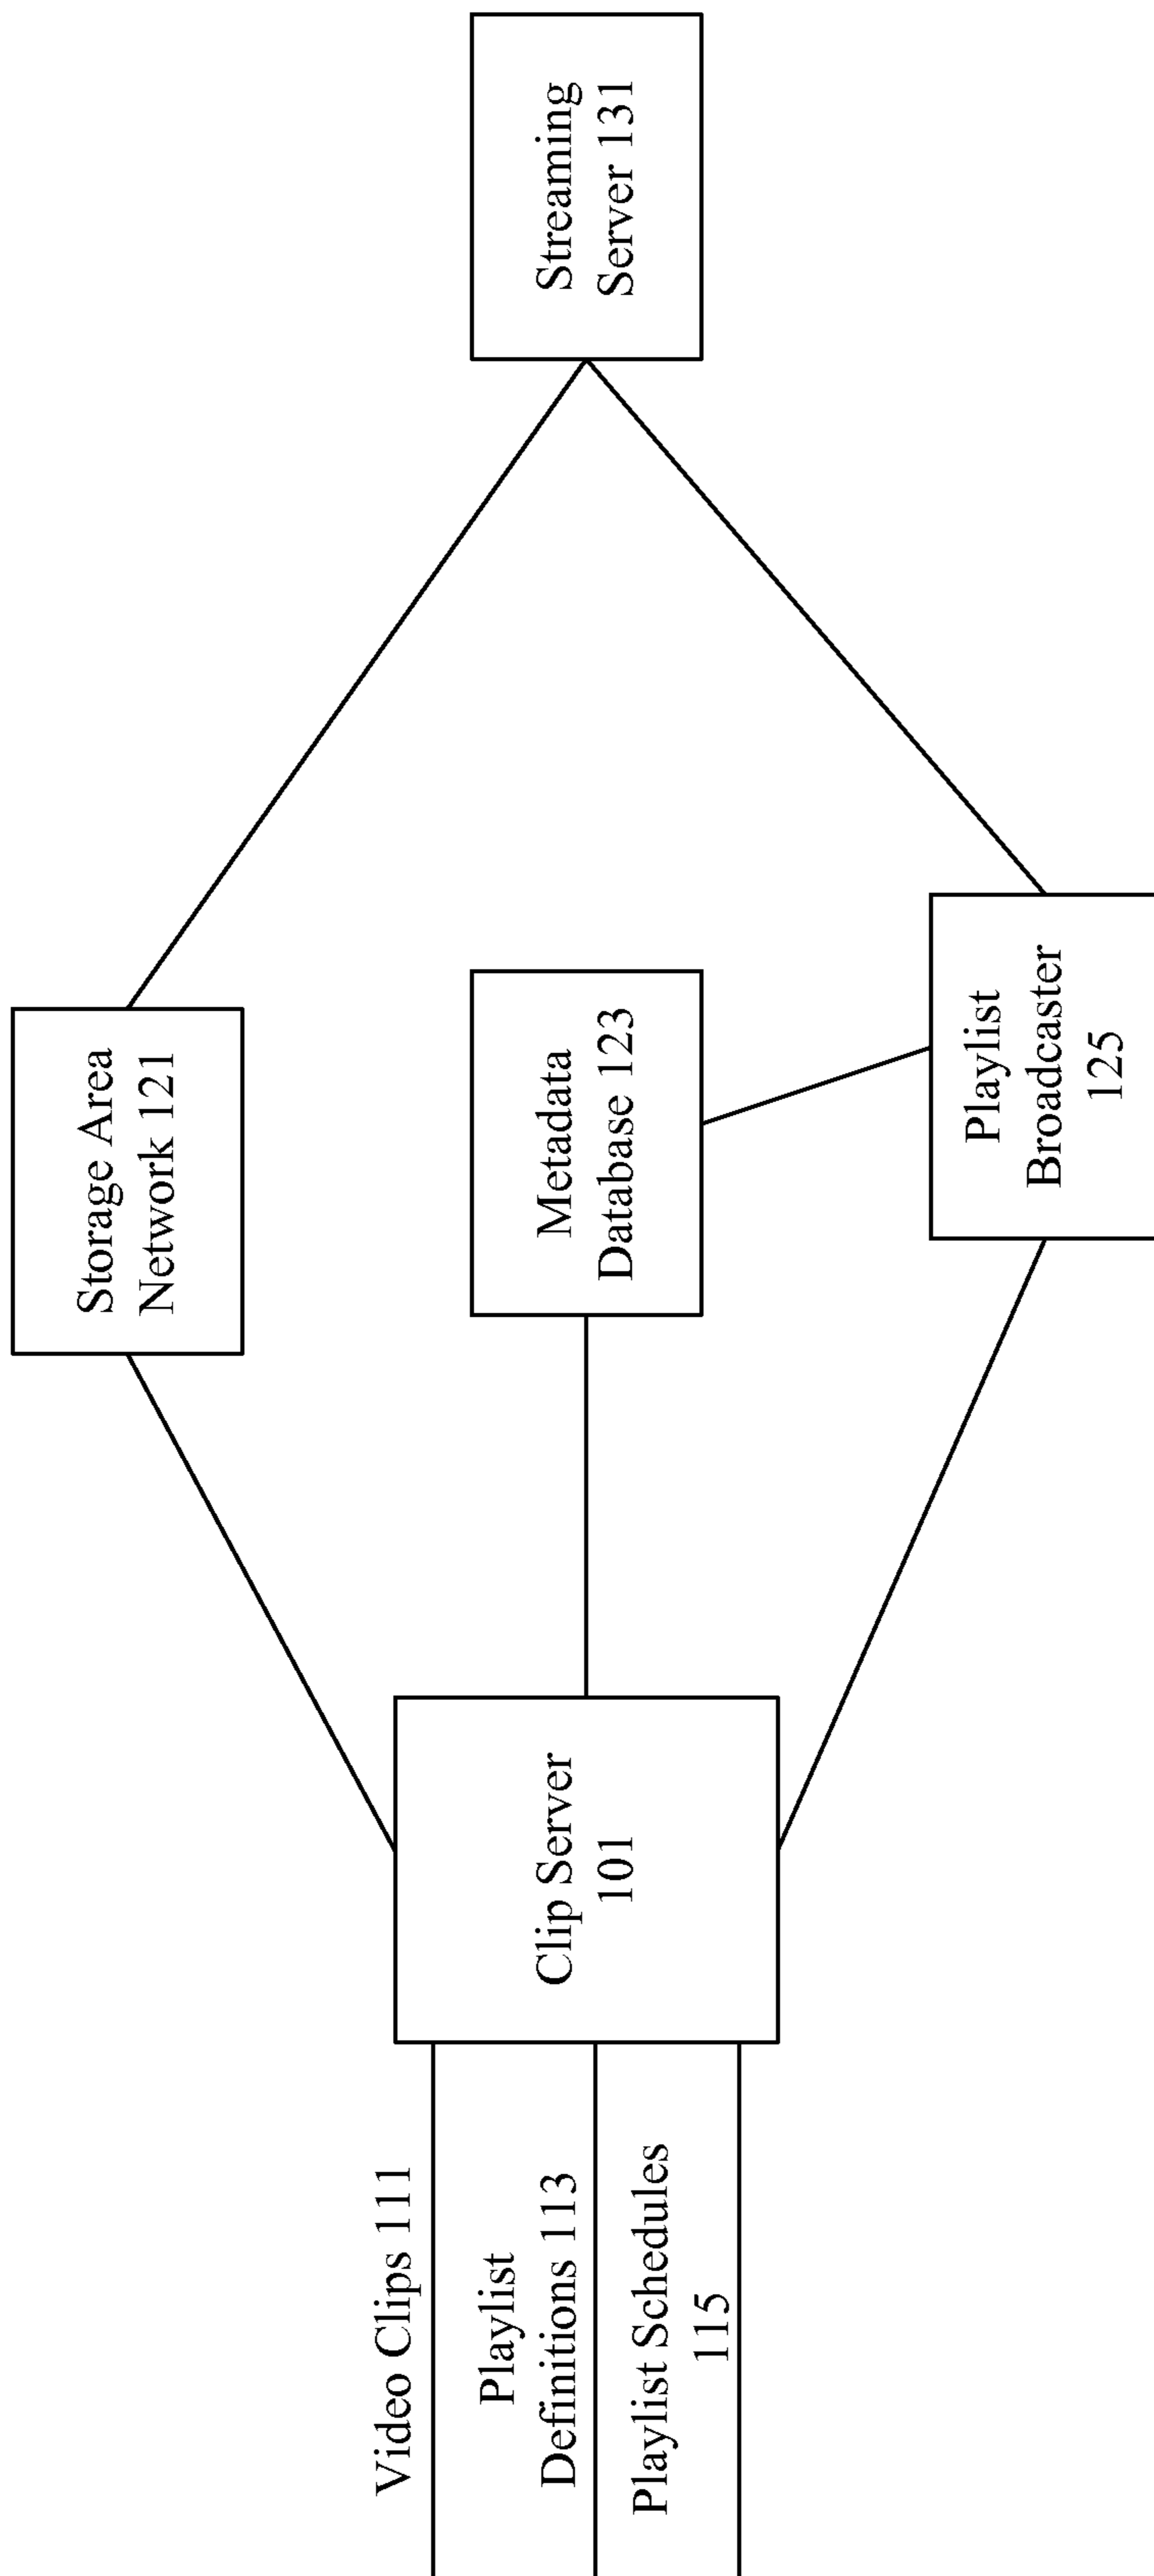 Video Clips 111
Playlist
Definitions 113
Playlist Schedules
115
Clip Server
101
Storage Area
Network 121
Metadata
Database 123
Playlist
Broadcaster
125
Streaming
Server 131